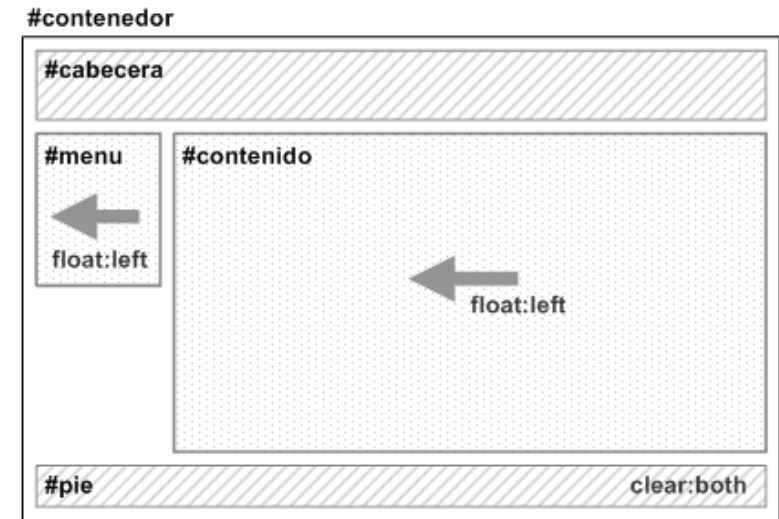 #contenedor
#cabecera
#menu
float:left
#contenido
float:left
#pie
clear:both